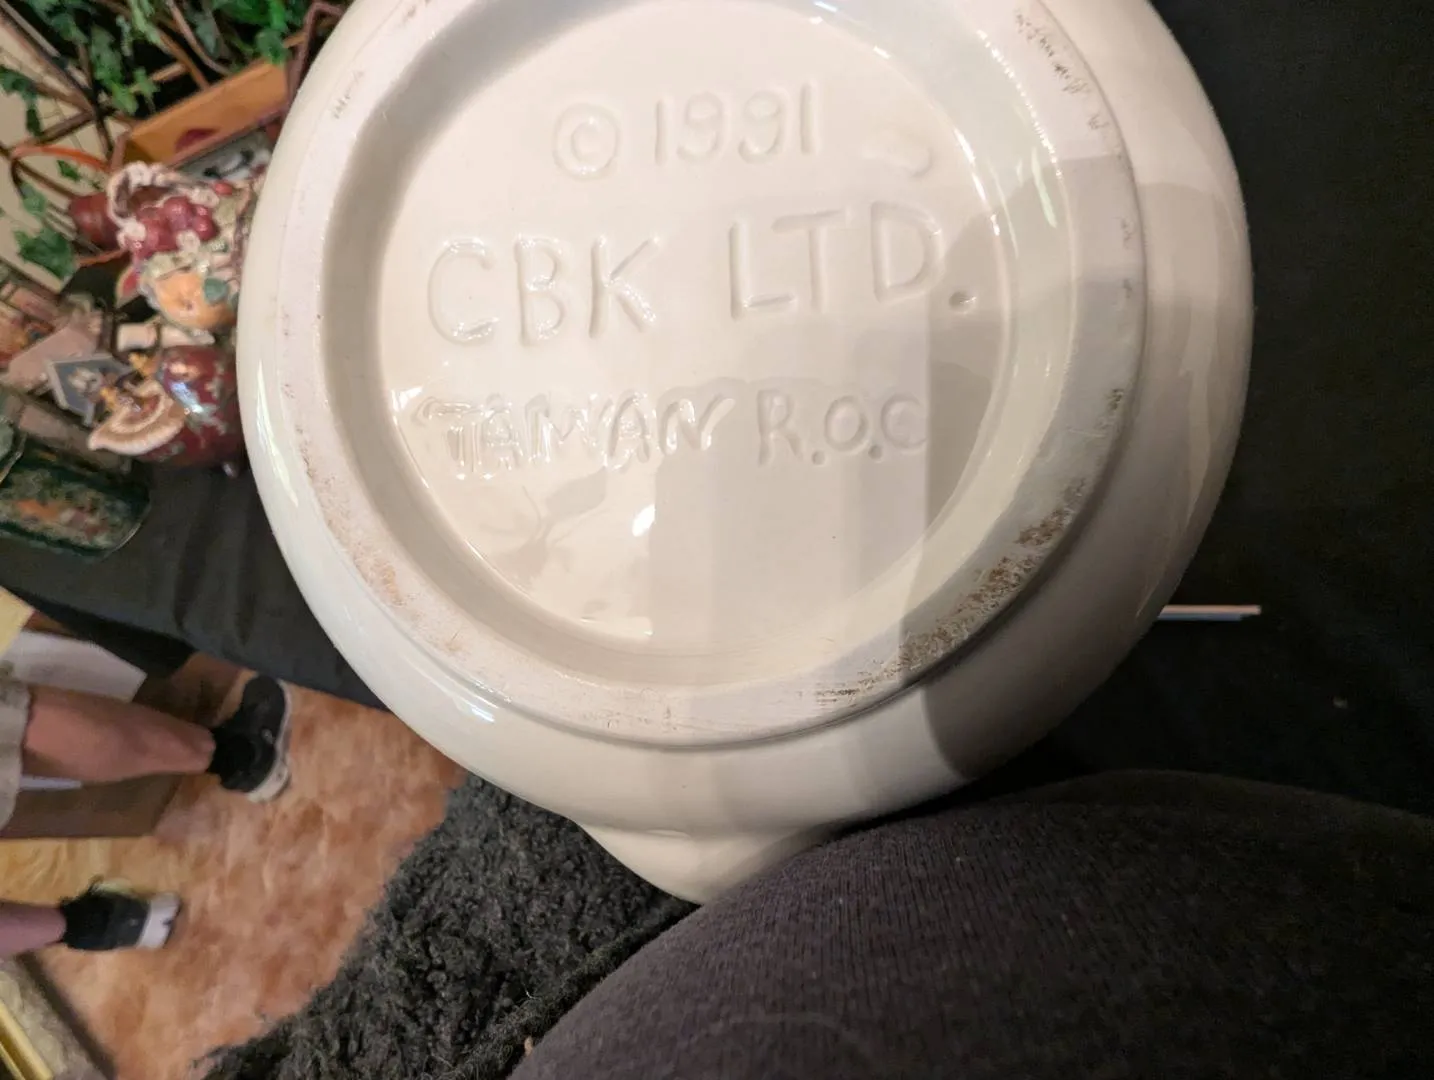 © 1991
CBK LTD.
TAIWAN R.O.C